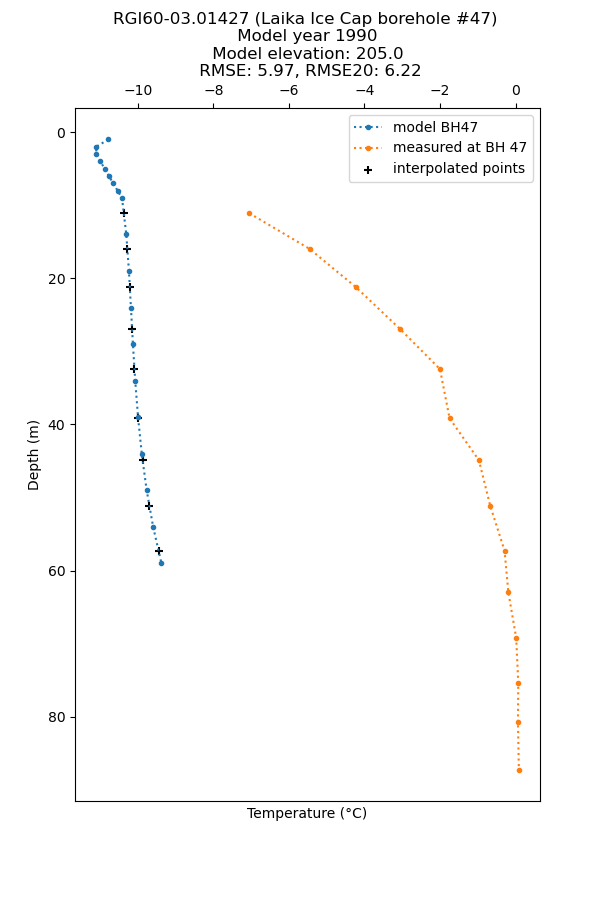 RGI60-03.01427 (Laika Ice Cap borehole #47)
Model year 1990
Model elevation: 205.0
RMSE: 5.97, RMSE20: 6.22
−10 −8 −6 −4 −2 0
model BH47
measured at BH 47
interpolated points
0
20
40
60
80
Depth (m)
Temperature (°C)